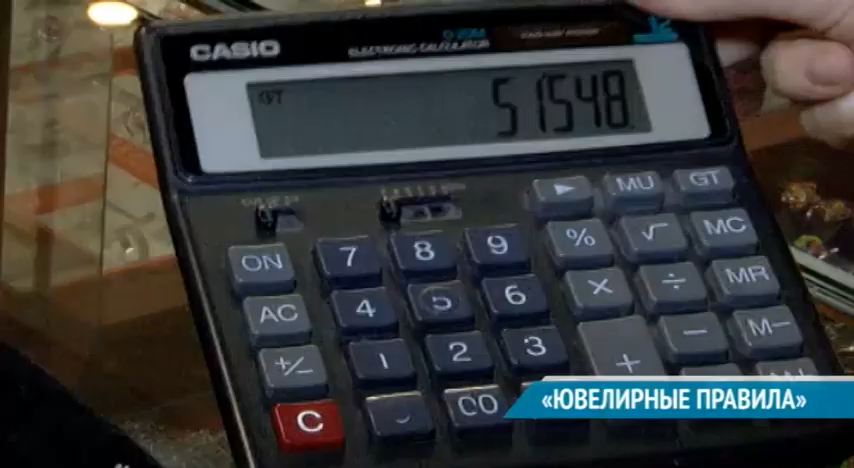 CASIO
ELECTRONIC CALCULATOR
GT 51548.
▶ MU GT
ON 7 8 9 % √ MC
AC 4 5 6 × ÷ MR
+/− 1 2 3 + − M−
C 00
«ЮВЕЛИРНЫЕ ПРАВИЛА»